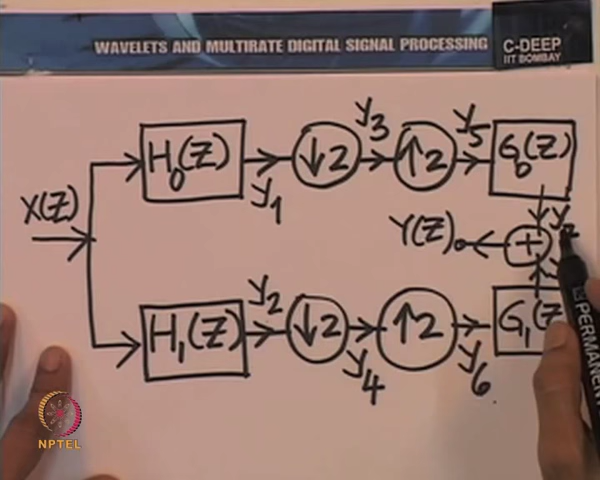 WAVELETS AND MULTIRATE DIGITAL SIGNAL PROCESSING
C-DEEP
IIT BOMBAY
X(Z)
H₀(Z)
Y₁
↓2
Y₃
↑2
Y₅
G₀(Z)
Y(Z)
+
H₁(Z)
Y₂
↓2
Y₄
↑2
Y₆
G₁(Z
PERMANENT
NPTEL